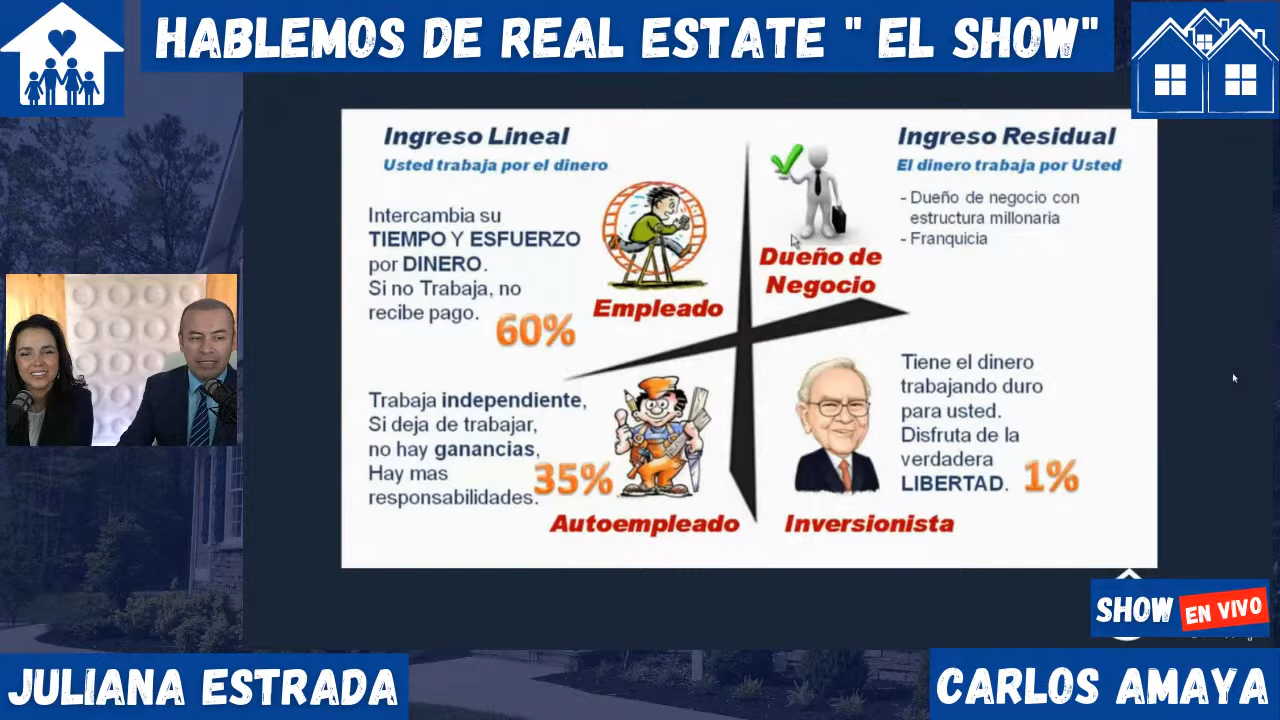 HABLEMOS DE REAL ESTATE " EL SHOW"
Ingreso Lineal
Usted trabaja por el dinero
Intercambia su
TIEMPO Y ESFUERZO
por DINERO.
Si no Trabaja, no
recibe pago.
60%
Empleado
Ingreso Residual
El dinero trabaja por Usted
- Dueño de negocio con
estructura millonaria
- Franquicia
Dueño de
Negocio
Trabaja independiente,
Si deja de trabajar,
no hay ganancias,
Hay mas
responsabilidades.
35%
Autoempleado
Tiene el dinero
trabajando duro
para usted.
Disfruta de la
verdadera
LIBERTAD. 1%
Inversionista
SHOW EN VIVO
JULIANA ESTRADA
CARLOS AMAYA